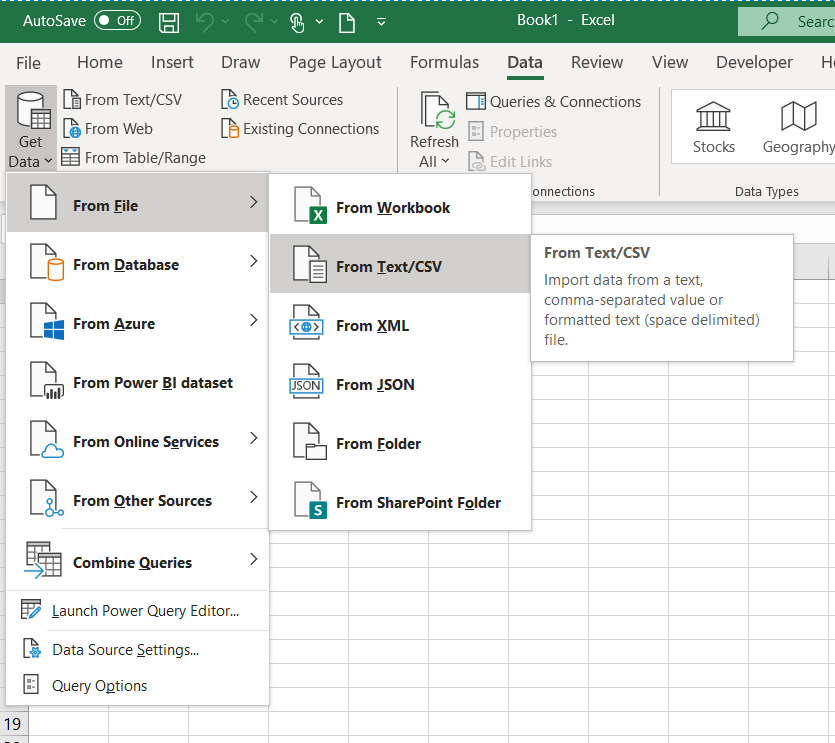 AutoSave Off
Book1 - Excel
Searc
File Home Insert Draw Page Layout Formulas Data Review View Developer H
Get
Data
From Text/CSV
From Web
From Table/Range
Recent Sources
Existing Connections
Refresh
All
Queries & Connections
Properties
Edit Links
onnections
Stocks
Geography
Data Types
From File
From Database
From Azure
From Power BI dataset
From Online Services
From Other Sources
Combine Queries
Launch Power Query Editor...
Data Source Settings...
Query Options
X
From Workbook
From Text/CSV
From XML
JSON
From JSON
From Folder
S
From SharePoint Folder
From Text/CSV
Import data from a text,
comma-separated value or
formatted text (space delimited)
file.
19